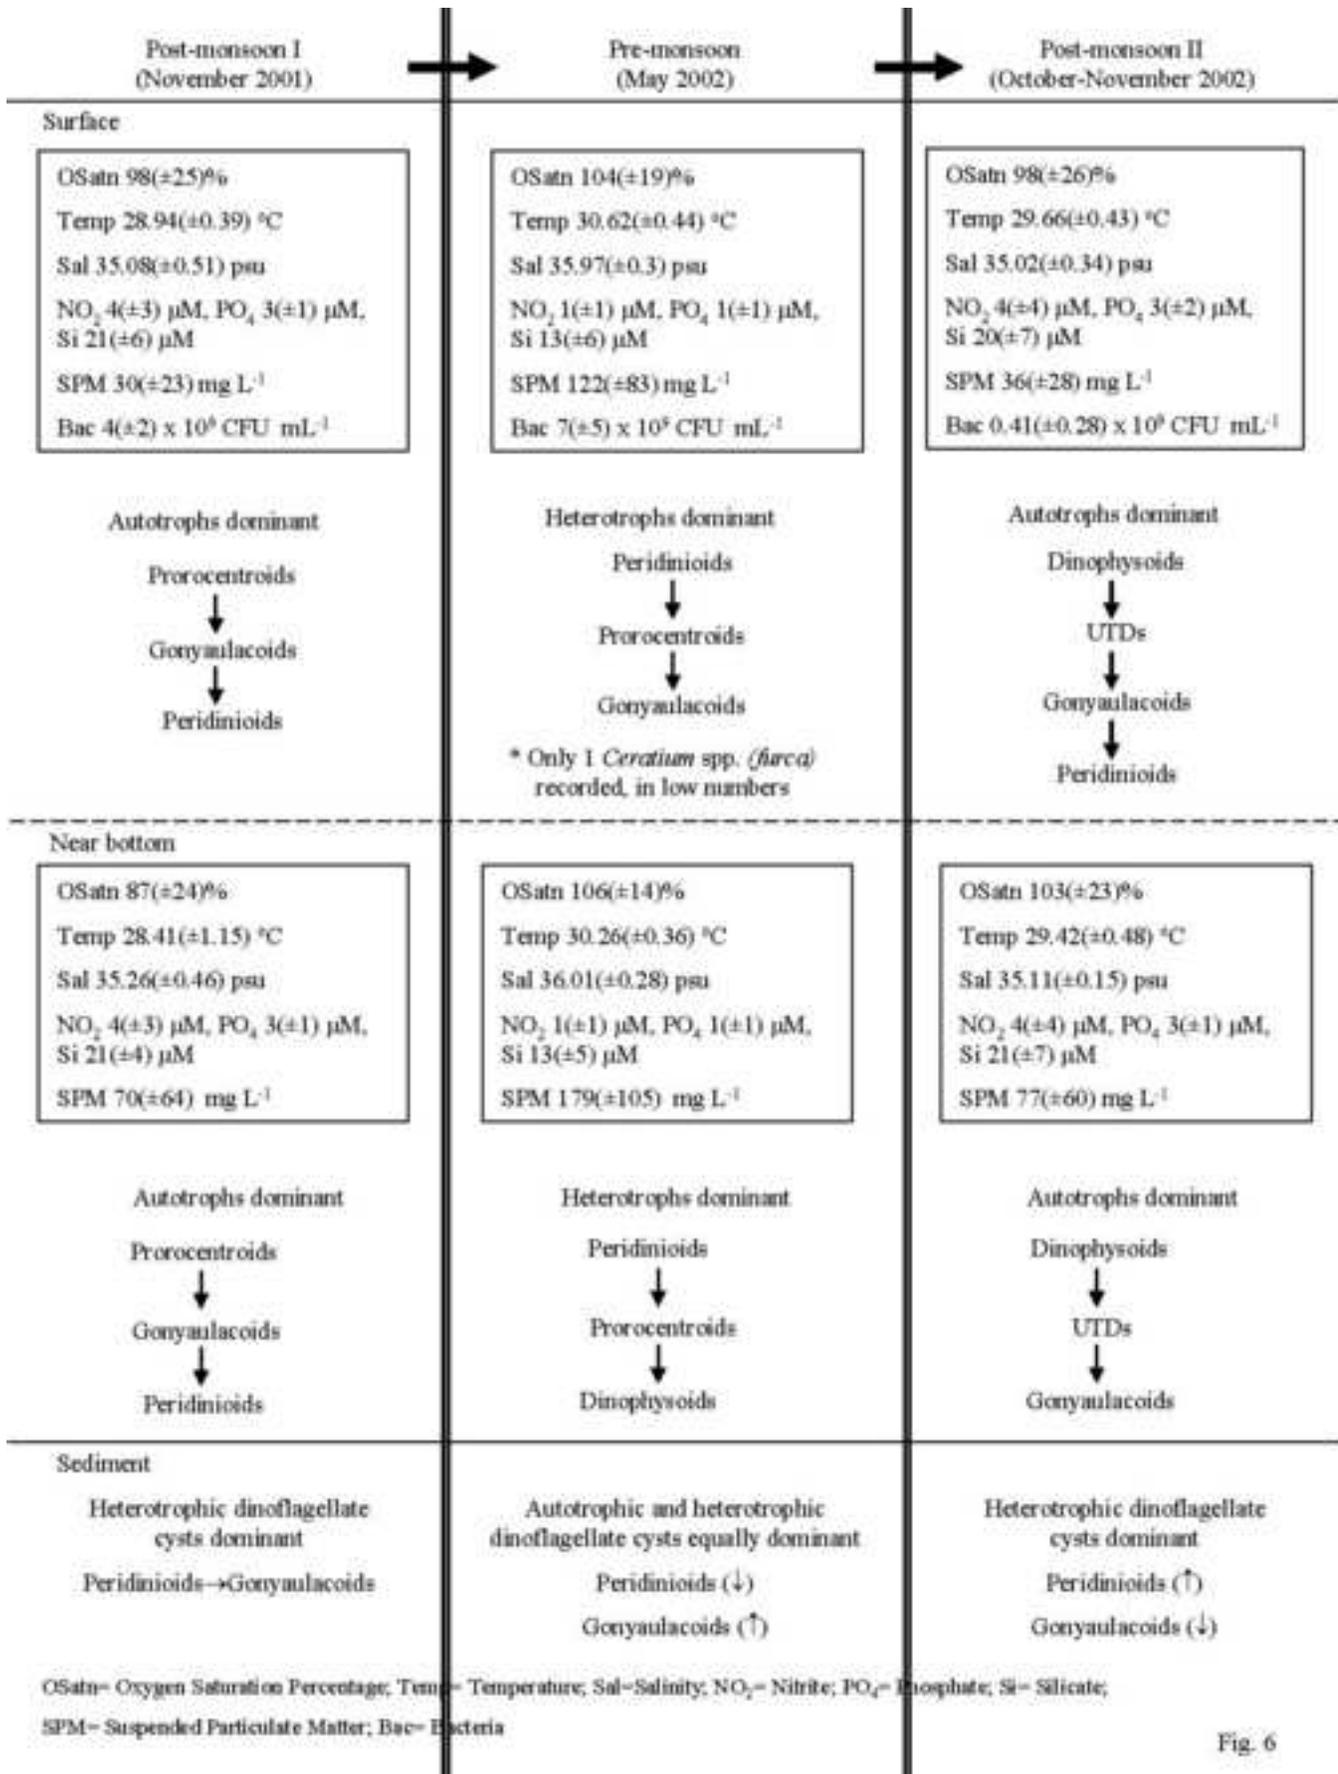 Post-monsoon I
(November 2001)
Pre-monsoon
(May 2002)
Post-monsoon II
(October-November 2002)
Surface
OSatn 98(±25)%
Temp 28.94(±0.39) °C
Sal 35.08(±0.51) psu
NO₂ 4(±3) µM, PO₄ 3(±1) µM,
Si 21(±6) µM
SPM 30(±23) mg L⁻¹
Bac 4(±2) x CFU mL⁻¹
Autotrophs dominant
Prorocentroids
↓
Gonyaulacoids
↓
Peridinioids
OSatn 104(±19)%
Temp 30.62(±0.44) °C
Sal 35.97(±0.3) psu
NO₂ 1(±1) µM, PO₄ 1(±1) µM,
Si 13(±6) µM
SPM 122(±83) mg L⁻¹
Bac 7(±5) x CFU mL⁻¹
Heterotrophs dominant
Peridinioids
↓
Prorocentroids
↓
Gonyaulacoids
* Only 1 Ceratium spp. (furca)
recorded, in low numbers
OSatn 98(±26)%
Temp 29.66(±0.43) °C
Sal 35.02(±0.34) psu
NO₂ 4(±4) µM, PO₄ 3(±2) µM,
Si 20(±7) µM
SPM 36(±28) mg L⁻¹
Bac 0.41(±0.28) x CFU mL⁻¹
Autotrophs dominant
Dinophysoids
↓
UTDs
↓
Gonyaulacoids
↓
Peridinioids
Near bottom
OSatn 87(±24)%
Temp 28.41(±1.15) °C
Sal 35.26(±0.46) psu
NO₂ 4(±3) µM, PO₄ 3(±1) µM,
Si 21(±4) µM
SPM 70(±64) mg L⁻¹
Autotrophs dominant
Prorocentroids
↓
Gonyaulacoids
↓
Peridinioids
OSatn 106(±14)%
Temp 30.26(±0.36) °C
Sal 36.01(±0.28) psu
NO₂ 1(±1) µM, PO₄ 1(±1) µM,
Si 13(±5) µM
SPM 179(±105) mg L⁻¹
Heterotrophs dominant
Peridinioids
↓
Prorocentroids
↓
Dinophysoids
OSatn 103(±23)%
Temp 29.42(±0.48) °C
Sal 35.11(±0.15) psu
NO₂ 4(±4) µM, PO₄ 3(±1) µM,
Si 21(±7) µM
SPM 77(±60) mg L⁻¹
Autotrophs dominant
Dinophysoids
↓
UTDs
↓
Gonyaulacoids
Sediment
Heterotrophic dinoflagellate
cysts dominant
Peridinioids→Gonyaulacoids
Autotrophic and heterotrophic
dinoflagellate cysts equally dominant
Peridinioids (↓)
Gonyaulacoids (↑)
Heterotrophic dinoflagellate
cysts dominant
Peridinioids (↑)
Gonyaulacoids (↓)
OSatn= Oxygen Saturation Percentage; Temp= Temperature; Sal=Salinity; NO₂= Nitrite; PO₄= Phosphate; Si= Silicate;
SPM= Suspended Particulate Matter; Bac= Bacteria
Fig. 6